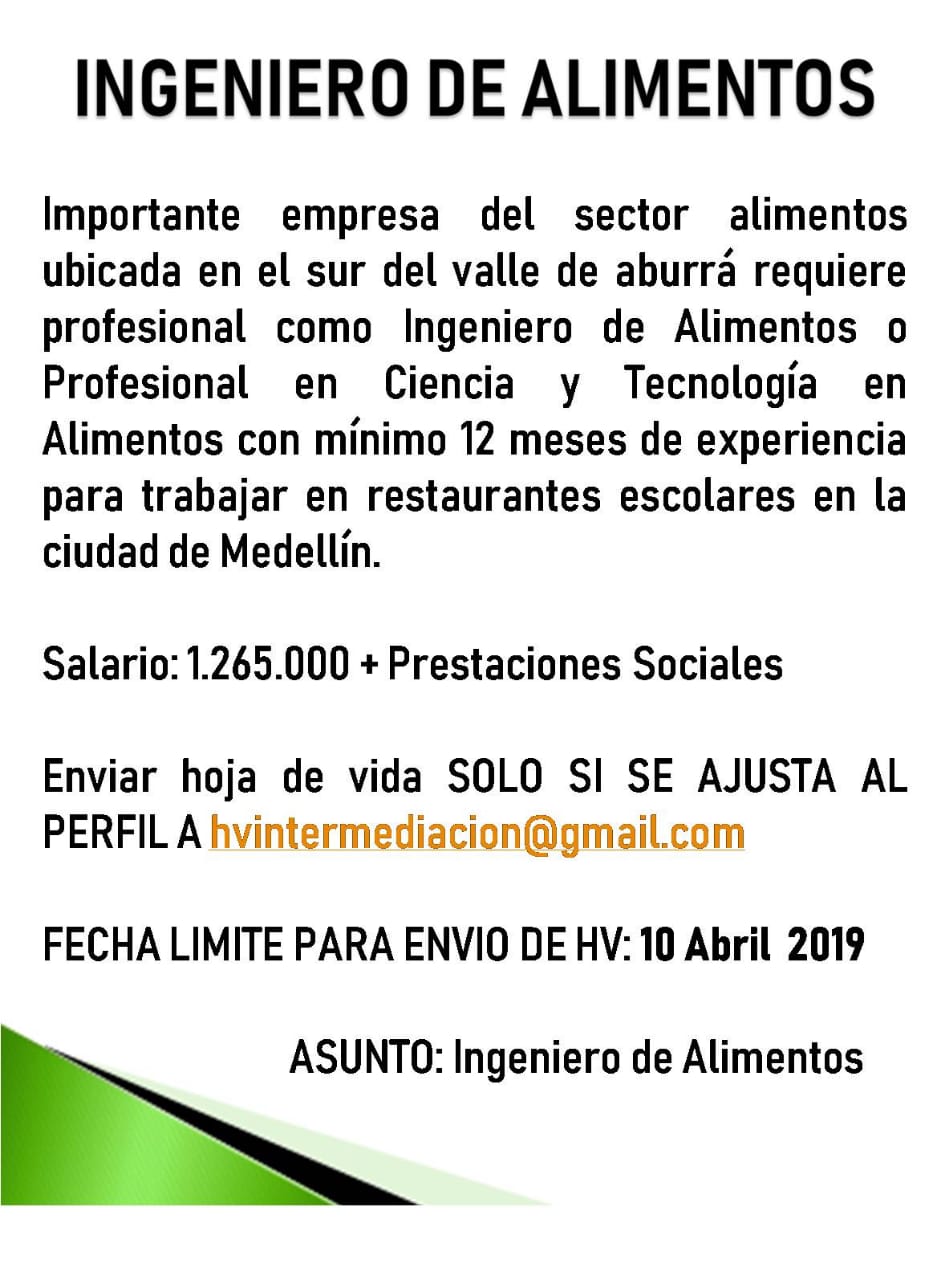 INGENIERO DE ALIMENTOS
Importante empresa del sector alimentos
ubicada en el sur del valle de aburrá requiere
profesional como Ingeniero de Alimentos o
Profesional en Ciencia y Tecnología en
Alimentos con mínimo 12 meses de experiencia
para trabajar en restaurantes escolares en la
ciudad de Medellín.
Salario: 1.265.000 + Prestaciones Sociales
Enviar hoja de vida SOLO SI SE AJUSTA AL
PERFIL A hvintermediacion@gmail.com
FECHA LIMITE PARA ENVIO DE HV: 10 Abril 2019
ASUNTO: Ingeniero de Alimentos